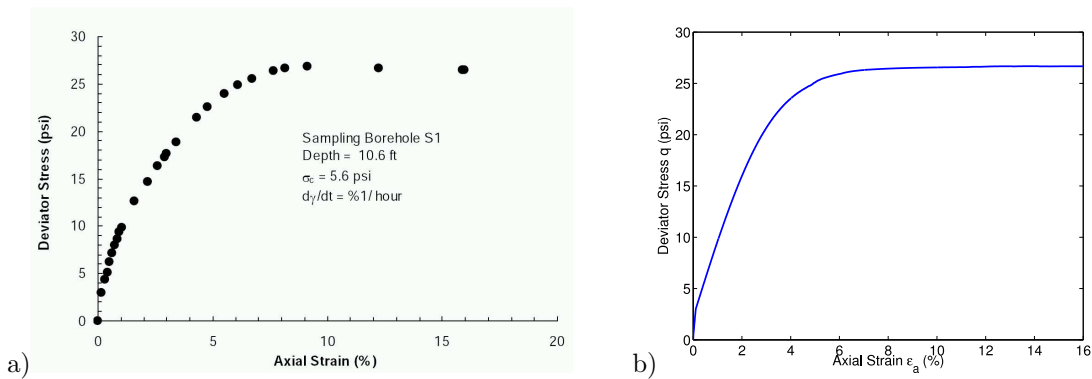 a)
Deviator Stress (psi)
30
25
20
15
10
5
0
Sampling Borehole S1
Depth = 10.6 ft
σc = 5.6 psi
dγ/dt = %1/ hour
0 5 10 15 20
Axial Strain (%)
b)
Deviator Stress q (psi)
30
25
20
15
10
5
0
0 2 4 6 8 10 12 14 16
Axial Strain εa (%)